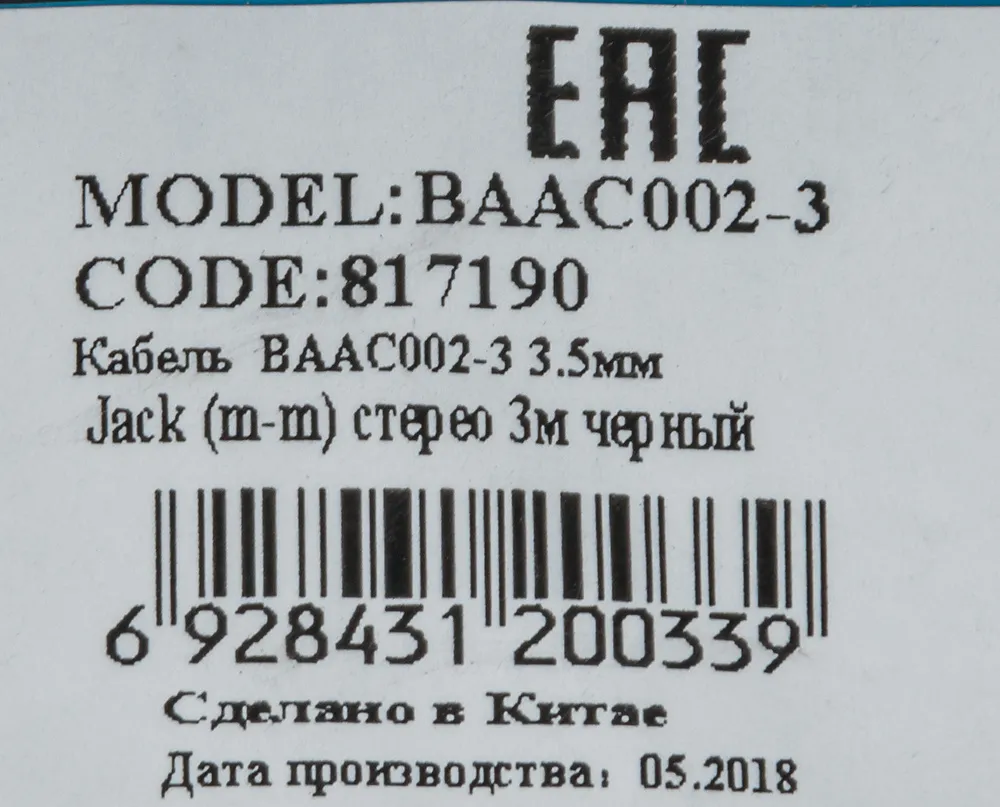 EAC
MODEL:BAAC002-3
CODE:817190
Кабель BAAC002-3 3.5мм
Jack (m-m) стерео 3м черный
6 928431 200339
Сделано в Китае
Дата производства: 05.2018